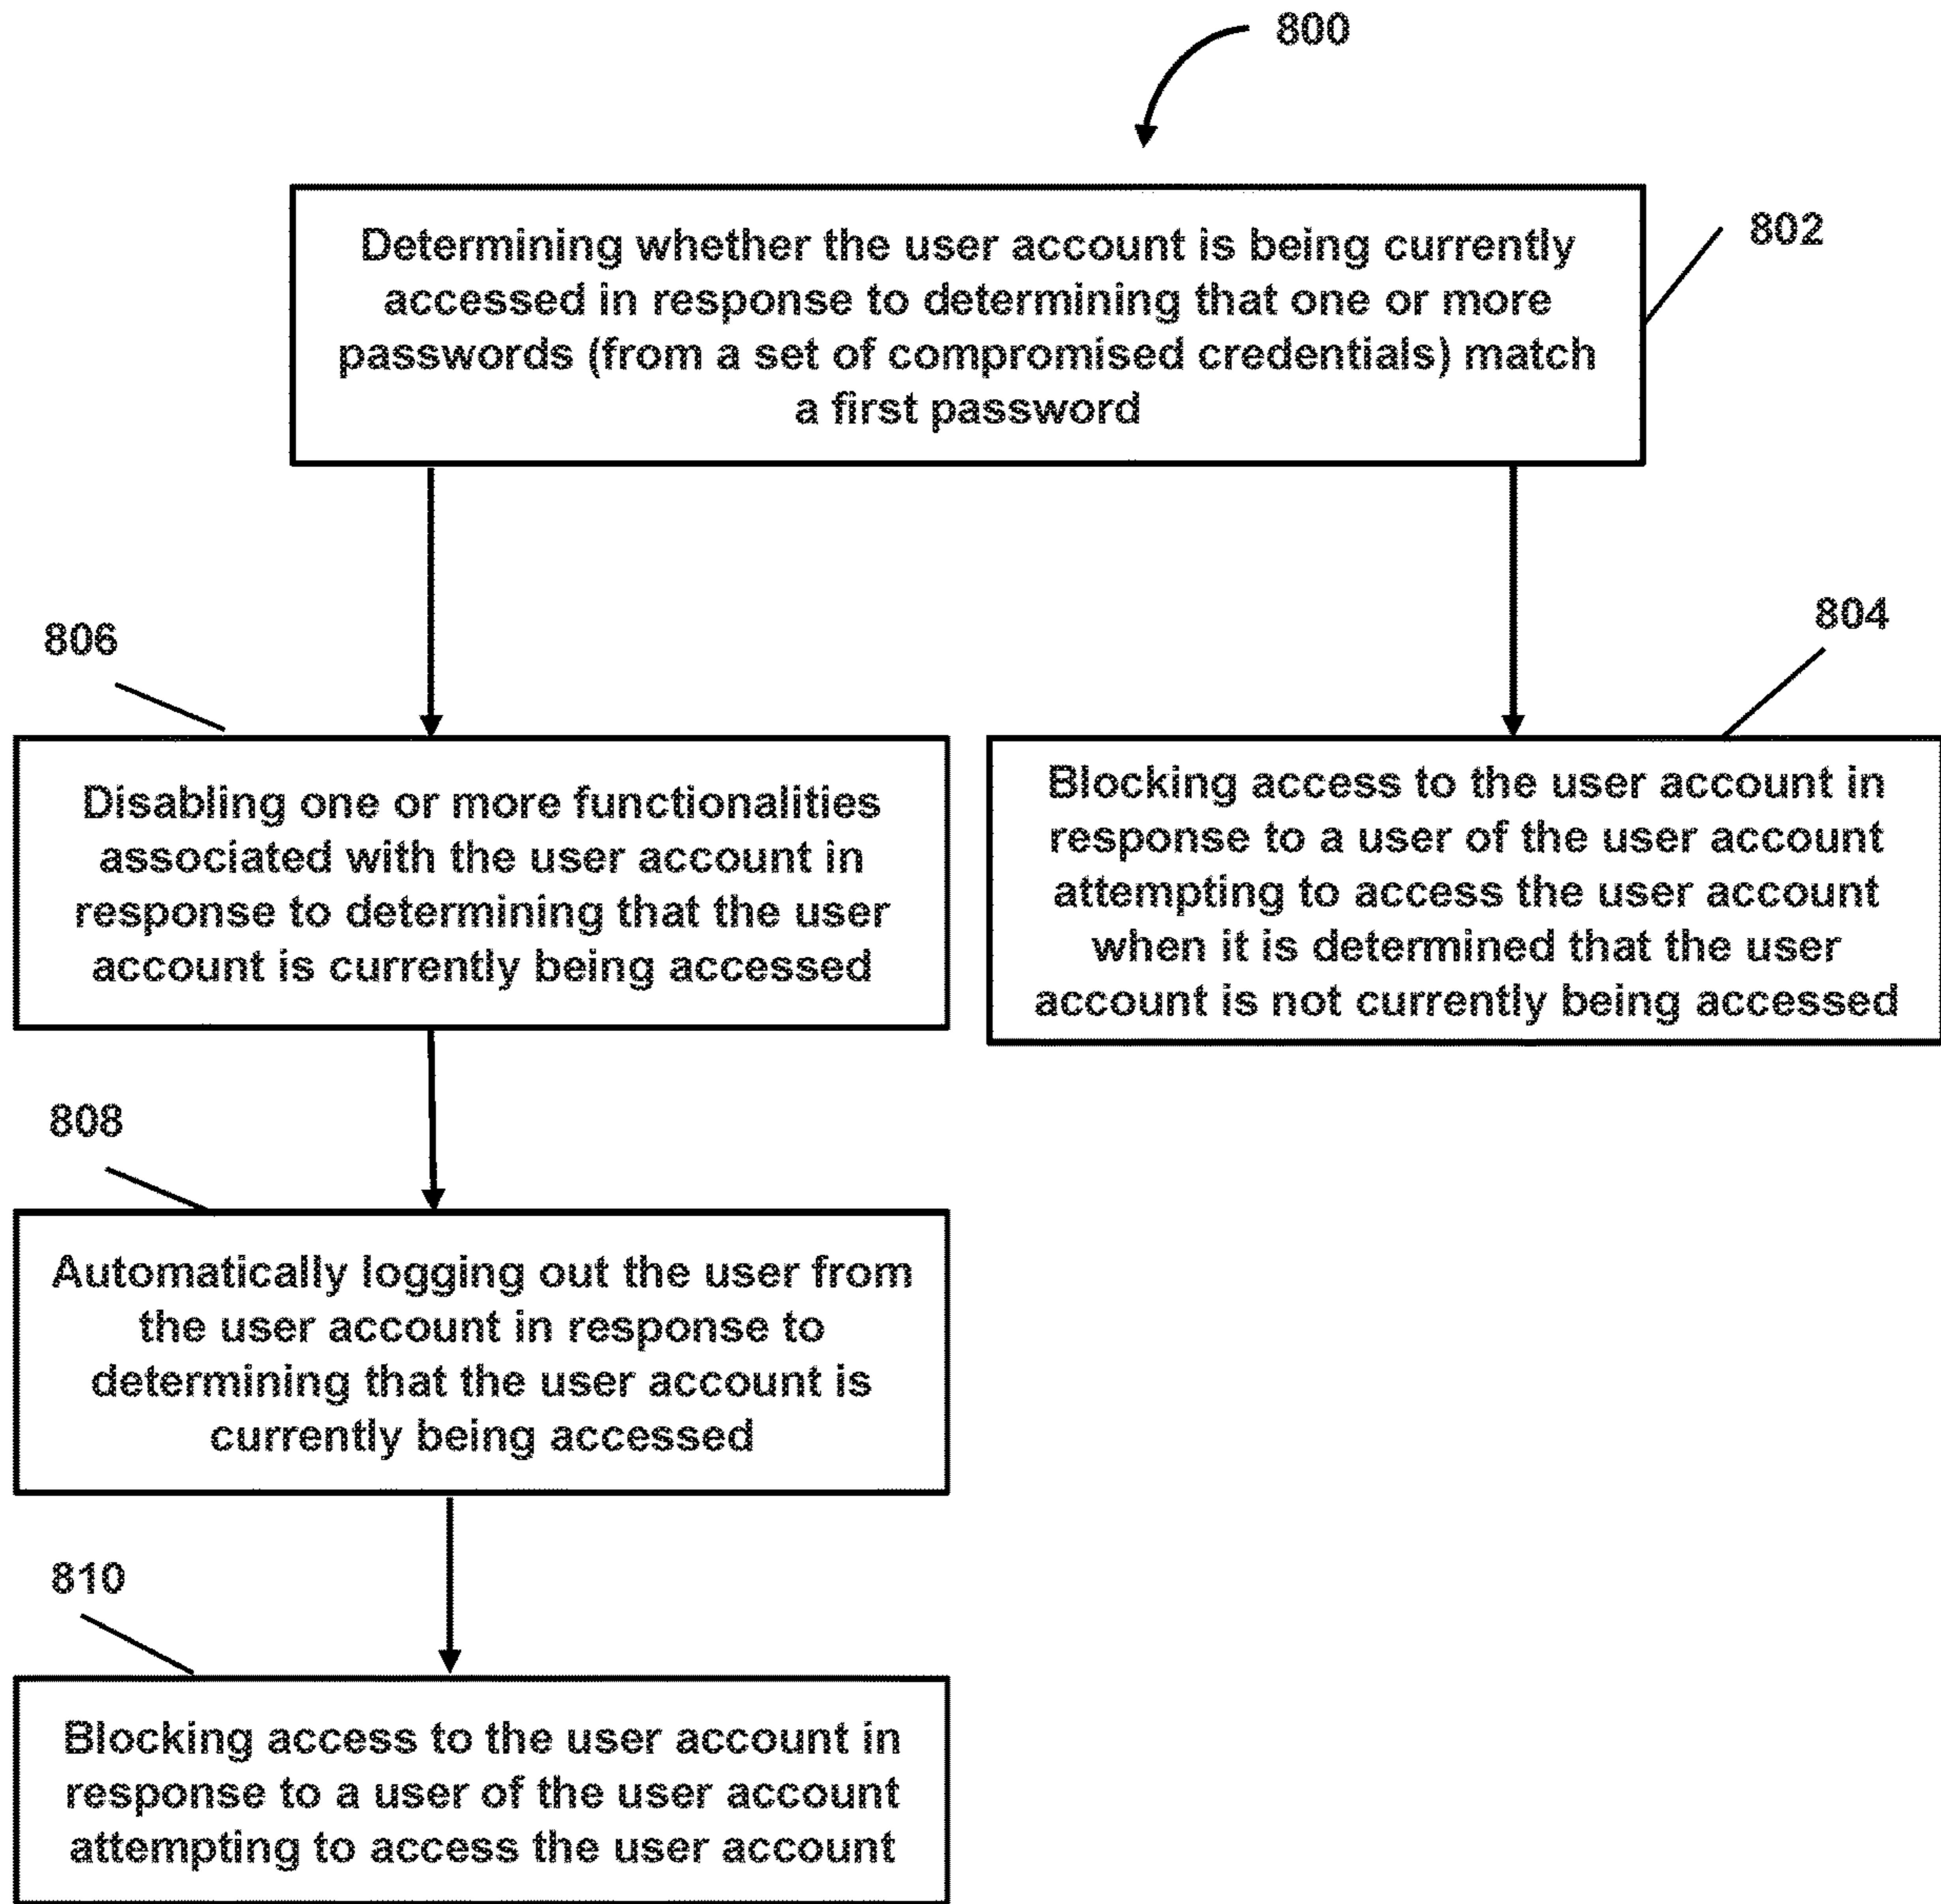 800
802
Determining whether the user account is being currently
accessed in response to determining that one or more
passwords (from a set of compromised credentials) match
a first password
806
804
Disabling one or more functionalities
associated with the user account in
response to determining that the user
account is currently being accessed
Blocking access to the user account in
response to a user of the user account
attempting to access the user account
when it is determined that the user
account is not currently being accessed
808
Automatically logging out the user from
the user account in response to
determining that the user account is
currently being accessed
810
Blocking access to the user account in
response to a user of the user account
attempting to access the user account